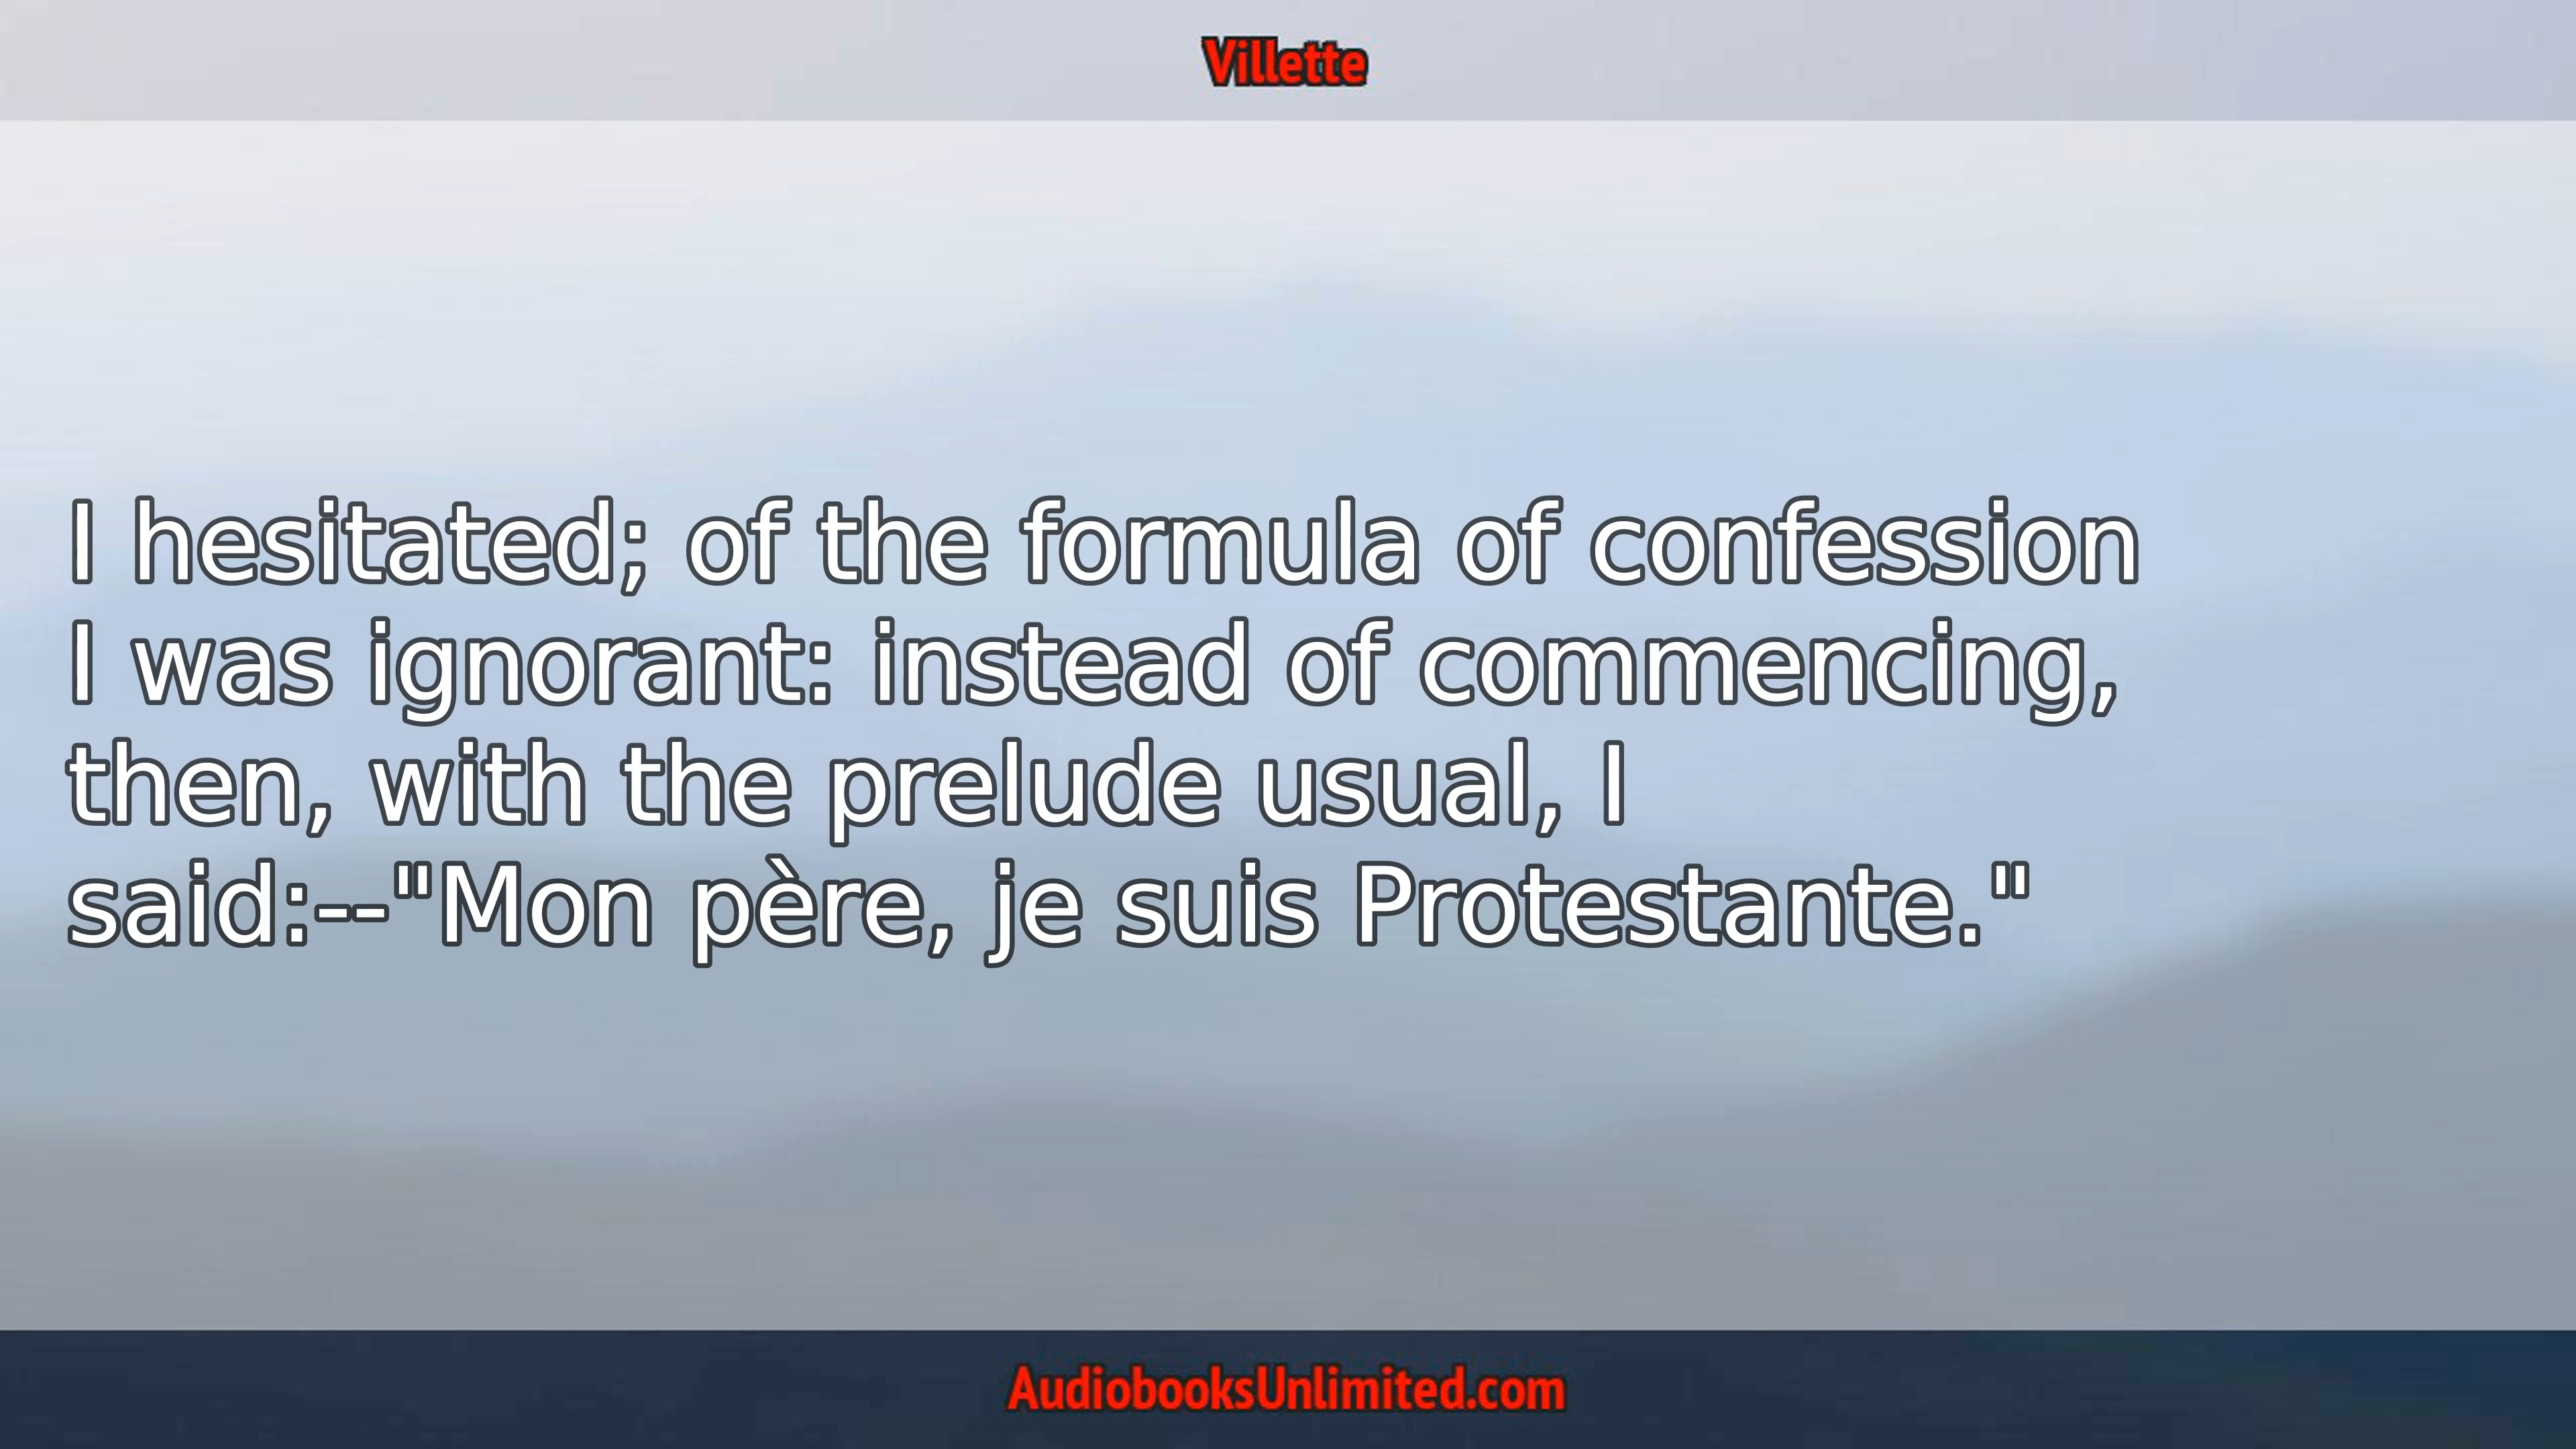 Villette
I hesitated; of the formula of confession
I was ignorant: instead of commencing,
then, with the prelude usual, I
said:--"Mon père, je suis Protestante."
AudiobooksUnlimited.com